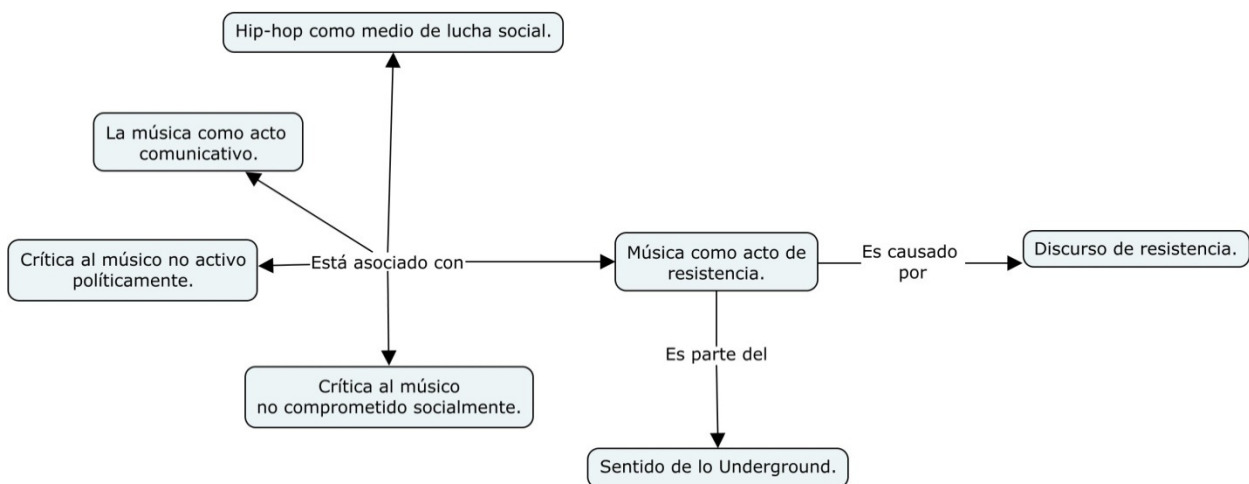 Hip-hop como medio de lucha social.
La música como acto
comunicativo.
Crítica al músico no activo
políticamente.
Está asociado con
Música como acto de
resistencia.
Es causado
por
Discurso de resistencia.
Es parte del
Crítica al músico
no comprometido socialmente.
Sentido de lo Underground.